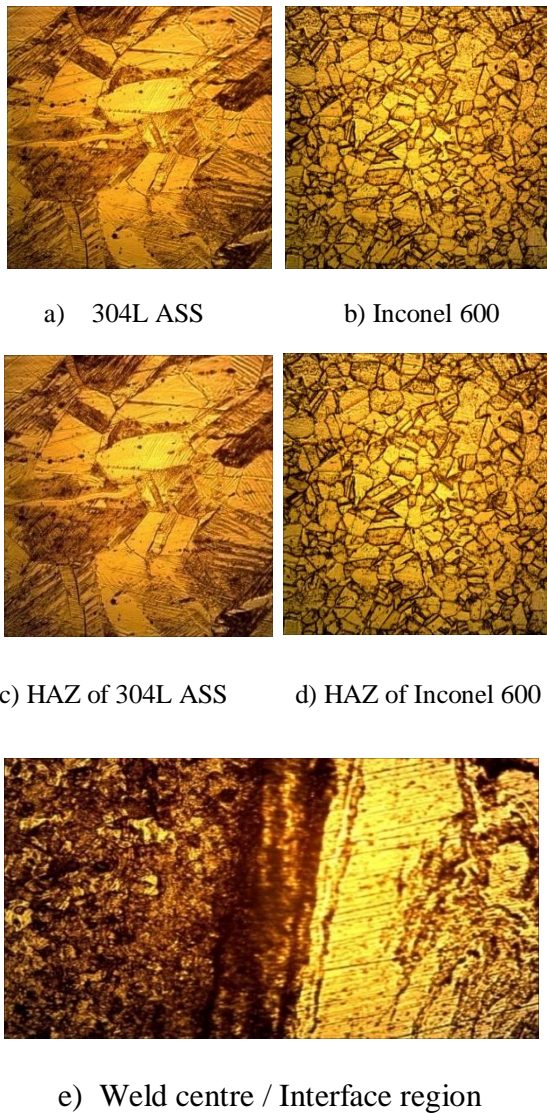 a) 304L ASS
b) Inconel 600
c) HAZ of 304L ASS
d) HAZ of Inconel 600
e) Weld centre / Interface region